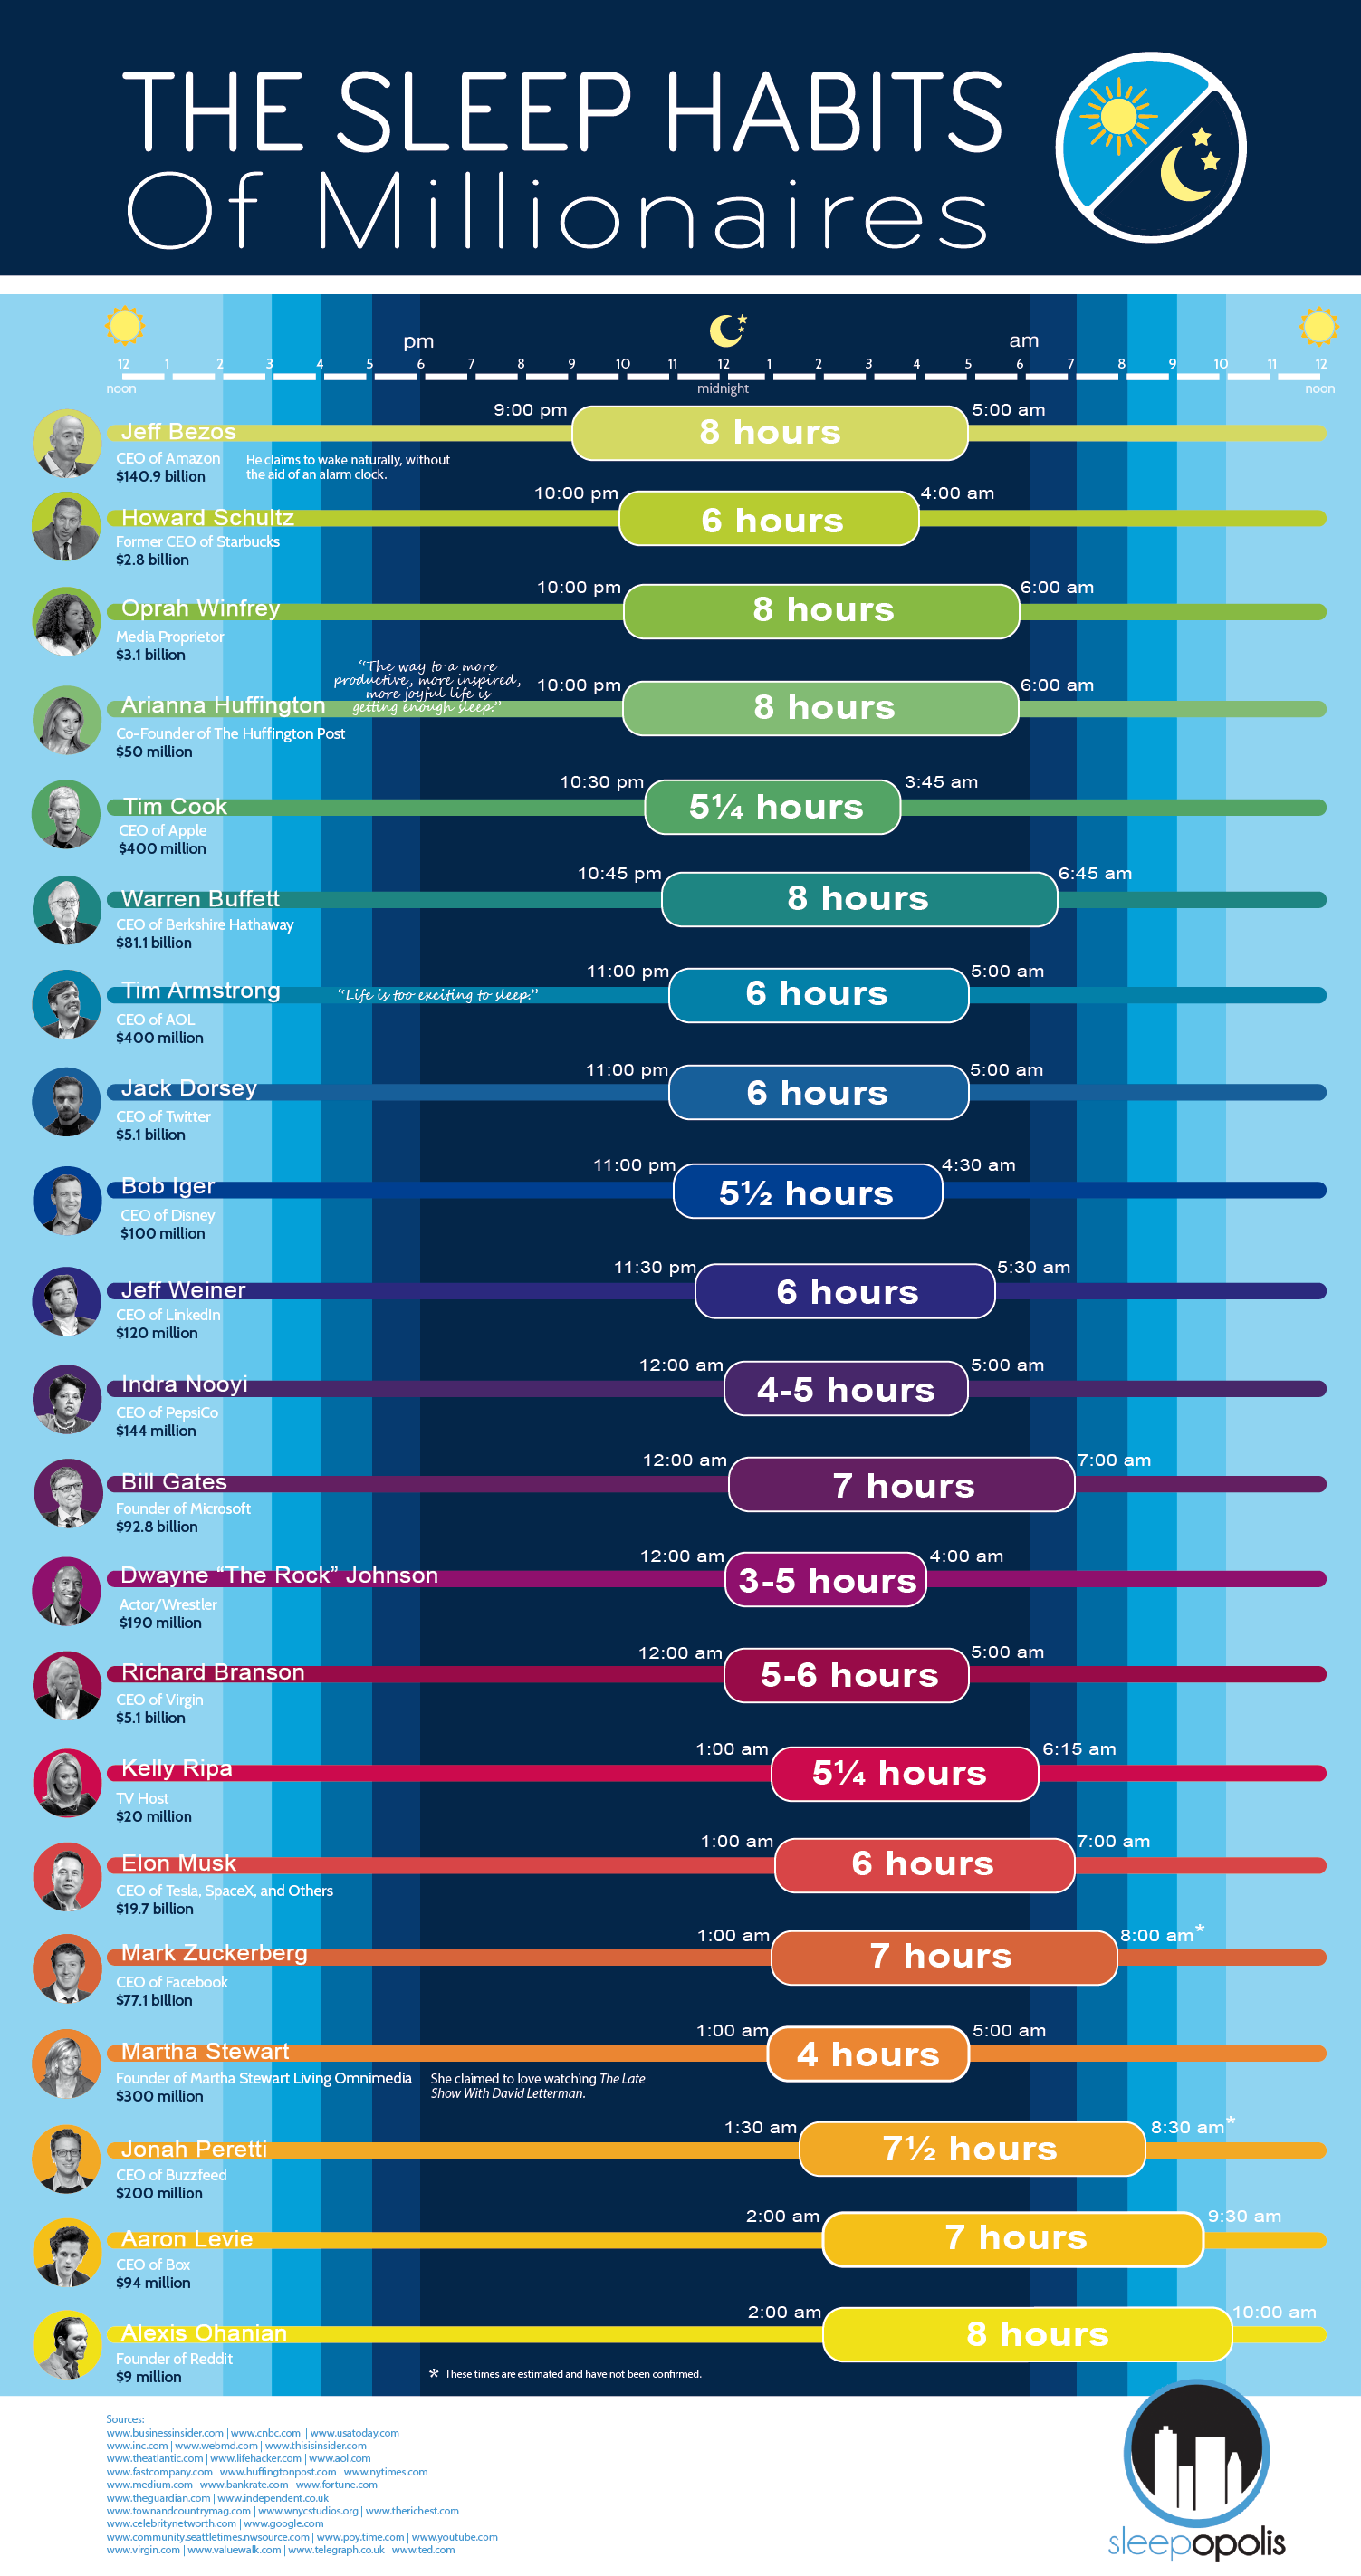 THE SLEEP HABITS
Of Millionaires
pm
am
12 1 2 3 4 5 6 7 8 9 10 11 12 1 2 3 4 5 6 7 8 9 10 11 12
noon
midnight
noon
9:00 pm
5:00 am
Jeff Bezos
8 hours
CEO of Amazon
$140.9 billion
He claims to wake naturally, without
the aid of an alarm clock.
10:00 pm
4:00 am
Howard Schultz
6 hours
Former CEO of Starbucks
$2.8 billion
10:00 pm
6:00 am
Oprah Winfrey
8 hours
Media Proprietor
$3.1 billion
“The way to a more
productive, more inspired,
more joyful life is
getting enough sleep.”
10:00 pm
6:00 am
Arianna Huffington
8 hours
Co-Founder of The Huffington Post
$50 million
10:30 pm
3:45 am
Tim Cook
5¼ hours
CEO of Apple
$400 million
10:45 pm
6:45 am
Warren Buffett
8 hours
CEO of Berkshire Hathaway
$81.1 billion
11:00 pm
5:00 am
Tim Armstrong
“Life is too exciting to sleep.”
6 hours
CEO of AOL
$400 million
11:00 pm
5:00 am
Jack Dorsey
6 hours
CEO of Twitter
$5.1 billion
11:00 pm
4:30 am
Bob Iger
5½ hours
CEO of Disney
$100 million
11:30 pm
5:30 am
Jeff Weiner
6 hours
CEO of LinkedIn
$120 million
12:00 am
5:00 am
Indra Nooyi
4-5 hours
CEO of PepsiCo
$144 million
12:00 am
7:00 am
Bill Gates
7 hours
Founder of Microsoft
$92.8 billion
12:00 am
4:00 am
Dwayne “The Rock” Johnson
3-5 hours
Actor/Wrestler
$190 million
12:00 am
5:00 am
Richard Branson
5-6 hours
CEO of Virgin
$5.1 billion
1:00 am
6:15 am
Kelly Ripa
5¼ hours
TV Host
$20 million
1:00 am
7:00 am
Elon Musk
6 hours
CEO of Tesla, SpaceX, and Others
$19.7 billion
1:00 am
8:00 am*
Mark Zuckerberg
7 hours
CEO of Facebook
$77.1 billion
1:00 am
5:00 am
Martha Stewart
4 hours
Founder of Martha Stewart Living Omnimedia
$300 million
She claimed to love watching The Late
Show With David Letterman.
1:30 am
8:30 am*
Jonah Peretti
7½ hours
CEO of Buzzfeed
$200 million
2:00 am
9:30 am
Aaron Levie
7 hours
CEO of Box
$94 million
2:00 am
10:00 am
Alexis Ohanian
8 hours
Founder of Reddit
$9 million
* These times are estimated and have not been confirmed.
Sources:
www.businessinsider.com | www.cnbc.com | www.usatoday.com
www.inc.com | www.webmd.com | www.thisisinsider.com
www.theatlantic.com | www.lifehacker.com | www.aol.com
www.fastcompany.com | www.huffingtonpost.com | www.nytimes.com
www.medium.com | www.bankrate.com | www.fortune.com
www.theguardian.com | www.independent.co.uk
www.townandcountrymag.com | www.wnycstudios.org | www.therichest.com
www.celebritynetworth.com | www.google.com
www.community.seattletimes.nwsource.com | www.poy.time.com | www.youtube.com
www.virgin.com | www.valuewalk.com | www.telegraph.co.uk | www.ted.com
sleepopolis